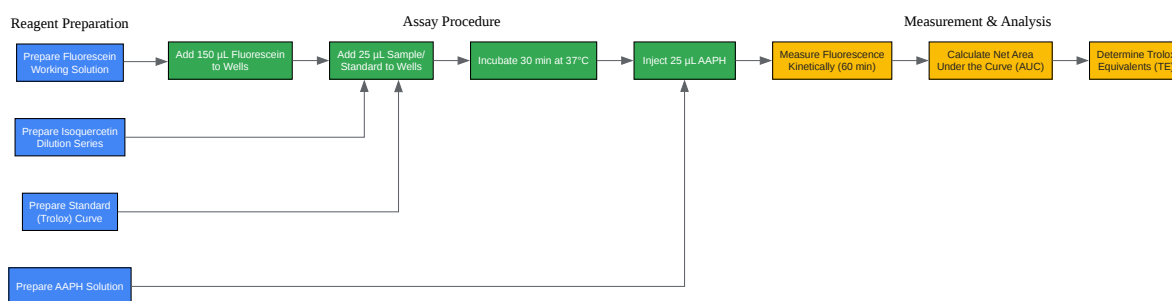 Reagent Preparation
Assay Procedure
Measurement & Analysis
Prepare Fluorescein
Working Solution
Add 150 µL Fluorescein
to Wells
Add 25 µL Sample/
Standard to Wells
Incubate 30 min at 37°C
Inject 25 µL AAPH
Measure Fluorescence
Kinetically (60 min)
Calculate Net Area
Under the Curve (AUC)
Determine Trolox
Equivalents (TE)
Prepare Isoquercetin
Dilution Series
Prepare Standard
(Trolox) Curve
Prepare AAPH Solution